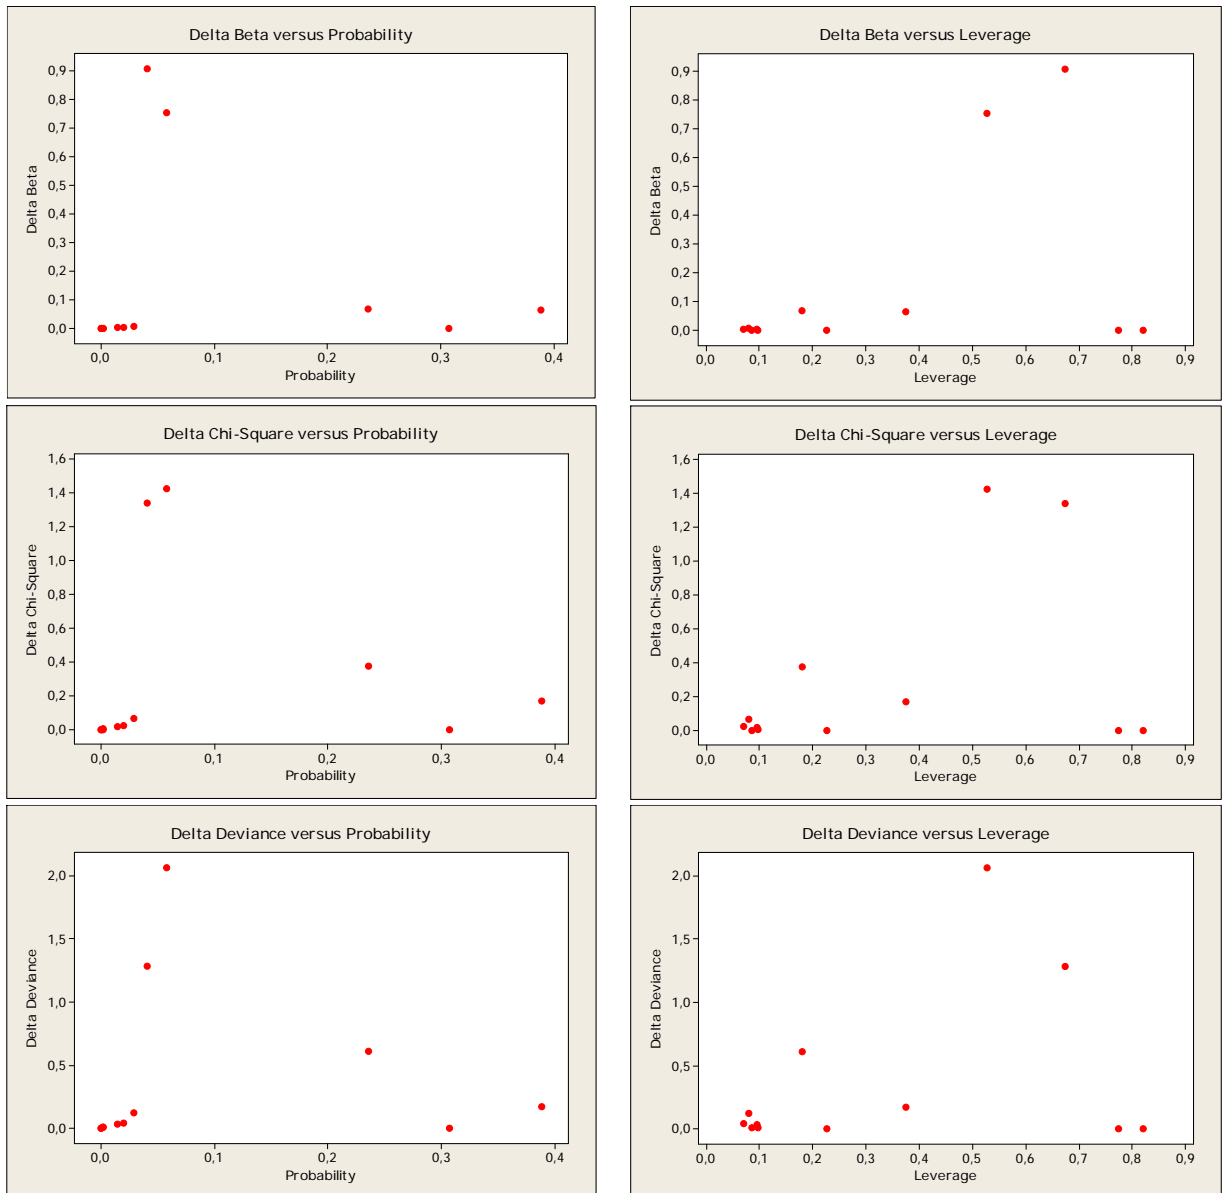 Delta Beta versus Probability
0,9
0,8
0,7
0,6
0,5
0,4
0,3
0,2
0,1
0,0
Delta Beta
0,0 0,1 0,2 0,3 0,4
Probability
Delta Beta versus Leverage
0,9
0,8
0,7
0,6
0,5
0,4
0,3
0,2
0,1
0,0
Delta Beta
0,0 0,1 0,2 0,3 0,4 0,5 0,6 0,7 0,8 0,9
Leverage
Delta Chi-Square versus Probability
1,6
1,4
1,2
1,0
0,8
0,6
0,4
0,2
0,0
Delta Chi-Square
0,0 0,1 0,2 0,3 0,4
Probability
Delta Chi-Square versus Leverage
1,6
1,4
1,2
1,0
0,8
0,6
0,4
0,2
0,0
Delta Chi-Square
0,0 0,1 0,2 0,3 0,4 0,5 0,6 0,7 0,8 0,9
Leverage
Delta Deviance versus Probability
2,0
1,5
1,0
0,5
0,0
Delta Deviance
0,0 0,1 0,2 0,3 0,4
Probability
Delta Deviance versus Leverage
2,0
1,5
1,0
0,5
0,0
Delta Deviance
0,0 0,1 0,2 0,3 0,4 0,5 0,6 0,7 0,8 0,9
Leverage